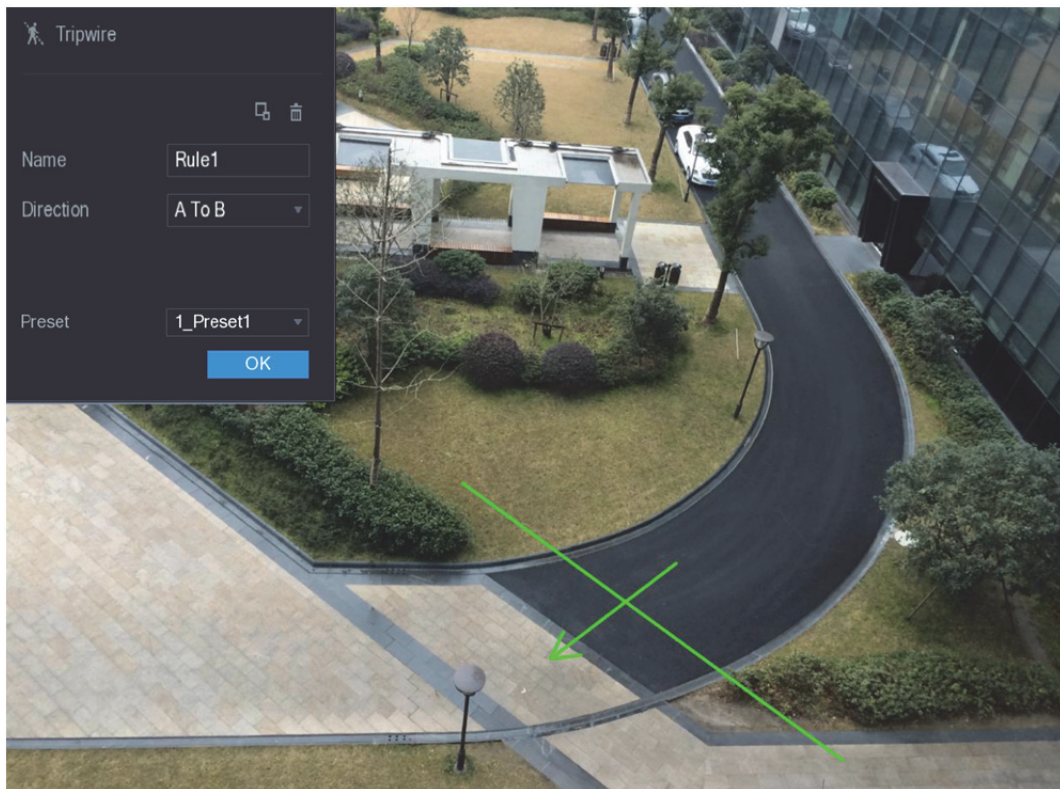 Tripwire
Name Rule1
Direction A To B
Preset 1_Preset1
OK